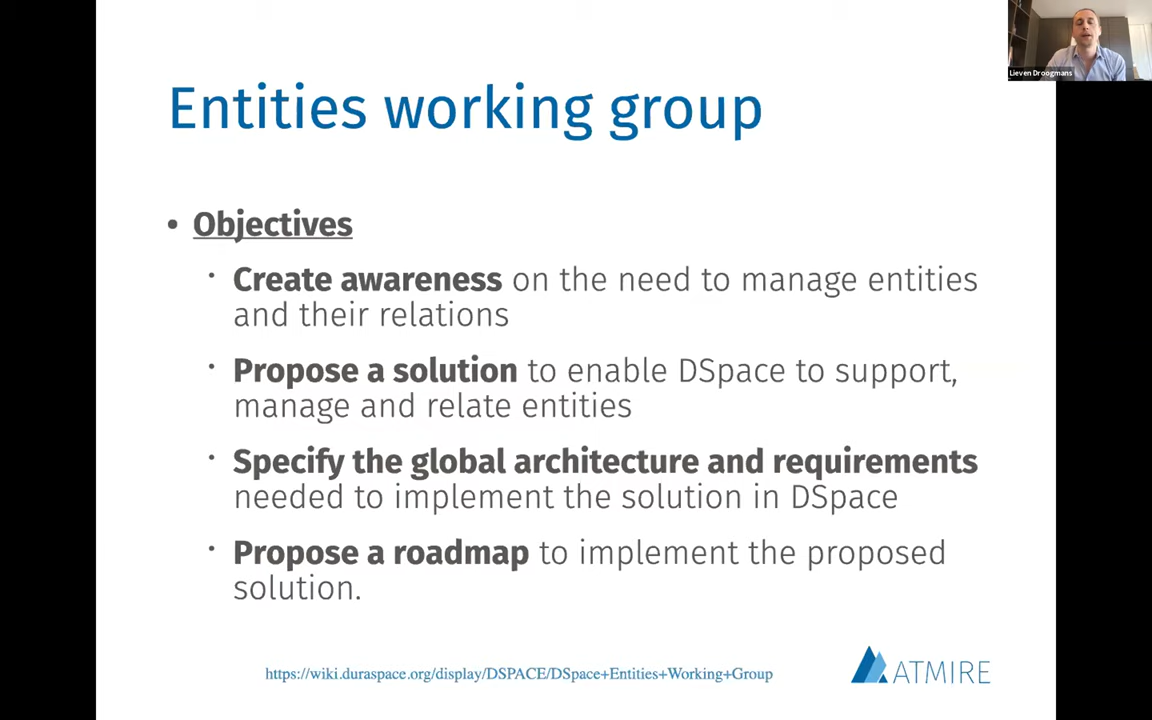 Lieven Droogmans
Entities working group
• Objectives
• Create awareness on the need to manage entities
and their relations
• Propose a solution to enable DSpace to support,
manage and relate entities
• Specify the global architecture and requirements
needed to implement the solution in DSpace
• Propose a roadmap to implement the proposed
solution.
https://wiki.duraspace.org/display/DSPACE/DSpace+Entities+Working+Group
ATMIRE